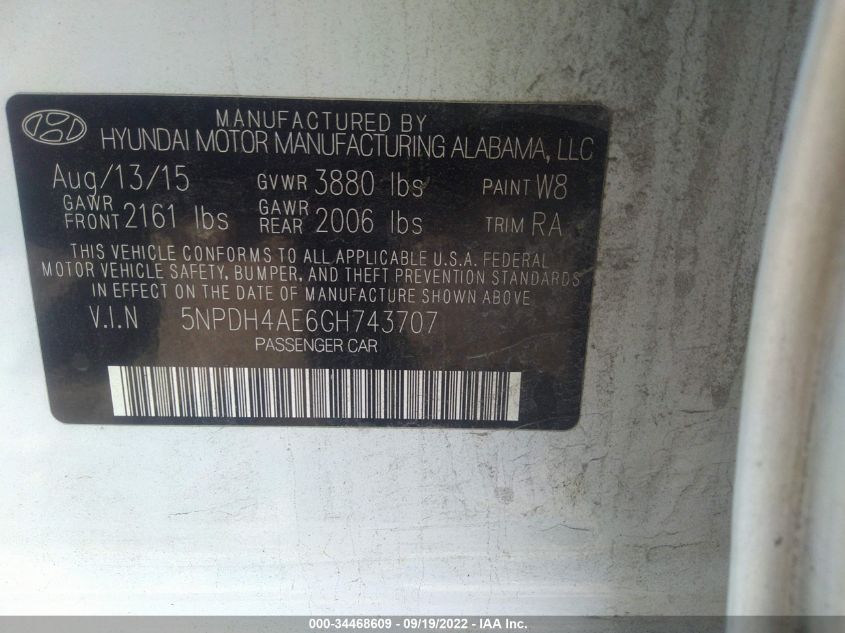 MANUFACTURED BY
HYUNDAI MOTOR MANUFACTURING ALABAMA, LLC
Aug/13/15 GVWR 3880 lbs PAINT W8
GAWR FRONT 2161 lbs GAWR REAR 2006 lbs TRIM RA
THIS VEHICLE CONFORMS TO ALL APPLICABLE U.S.A. FEDERAL
MOTOR VEHICLE SAFETY, BUMPER, AND THEFT PREVENTION STANDARDS
IN EFFECT ON THE DATE OF MANUFACTURE SHOWN ABOVE.
V.I.N 5NPDH4AE6GH743707
PASSENGER CAR
000-34468609 - 09/19/2022 - IAA Inc.